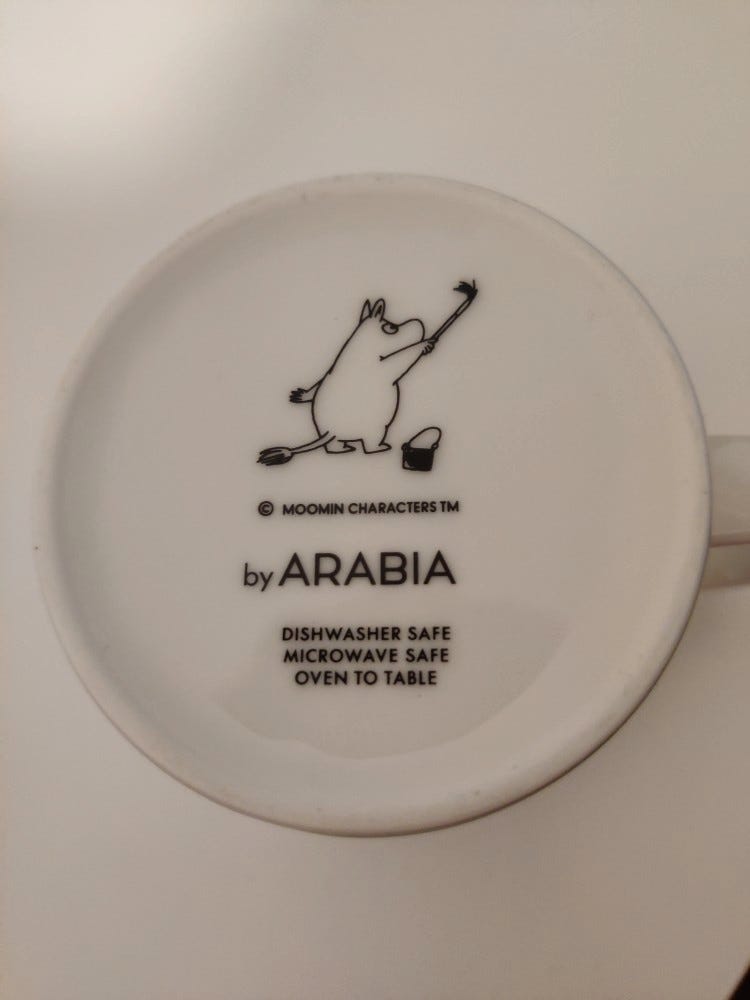 © MOOMIN CHARACTERS TM
by ARABIA
DISHWASHER SAFE
MICROWAVE SAFE
OVEN TO TABLE